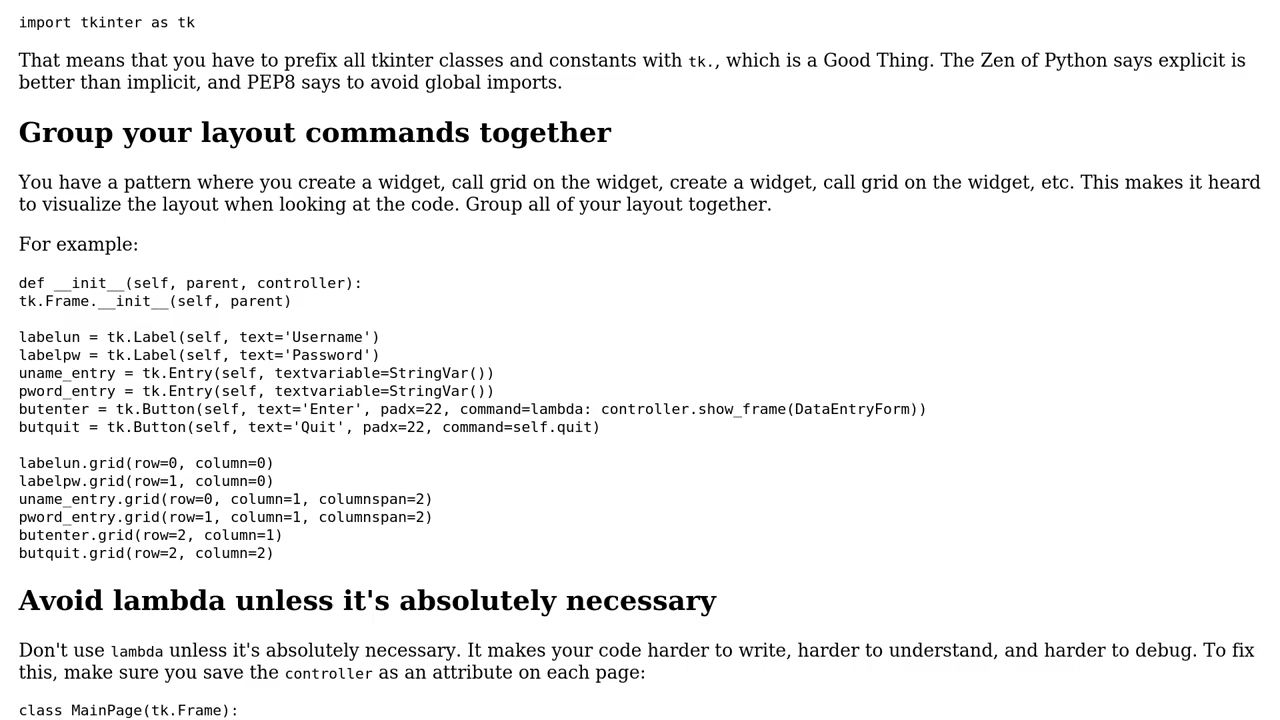 import tkinter as tk
That means that you have to prefix all tkinter classes and constants with tk., which is a Good Thing. The Zen of Python says explicit is
better than implicit, and PEP8 says to avoid global imports.
Group your layout commands together
You have a pattern where you create a widget, call grid on the widget, create a widget, call grid on the widget, etc. This makes it heard
to visualize the layout when looking at the code. Group all of your layout together.
For example:
def __init__(self, parent, controller):
tk.Frame.__init__(self, parent)
labelun = tk.Label(self, text='Username')
labelpw = tk.Label(self, text='Password')
uname_entry = tk.Entry(self, textvariable=StringVar())
pword_entry = tk.Entry(self, textvariable=StringVar())
butenter = tk.Button(self, text='Enter', padx=22, command=lambda: controller.show_frame(DataEntryForm))
butquit = tk.Button(self, text='Quit', padx=22, command=self.quit)
labelun.grid(row=0, column=0)
labelpw.grid(row=1, column=0)
uname_entry.grid(row=0, column=1, columnspan=2)
pword_entry.grid(row=1, column=1, columnspan=2)
butenter.grid(row=2, column=1)
butquit.grid(row=2, column=2)
Avoid lambda unless it's absolutely necessary
Don't use lambda unless it's absolutely necessary. It makes your code harder to write, harder to understand, and harder to debug. To fix
this, make sure you save the controller as an attribute on each page:
class MainPage(tk.Frame):